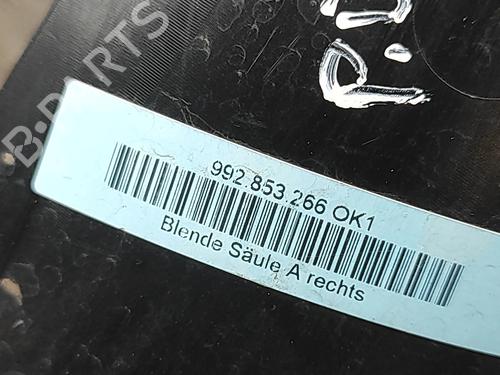 B-PARTS
992.853.266 OK1
Blende Säule A rechts